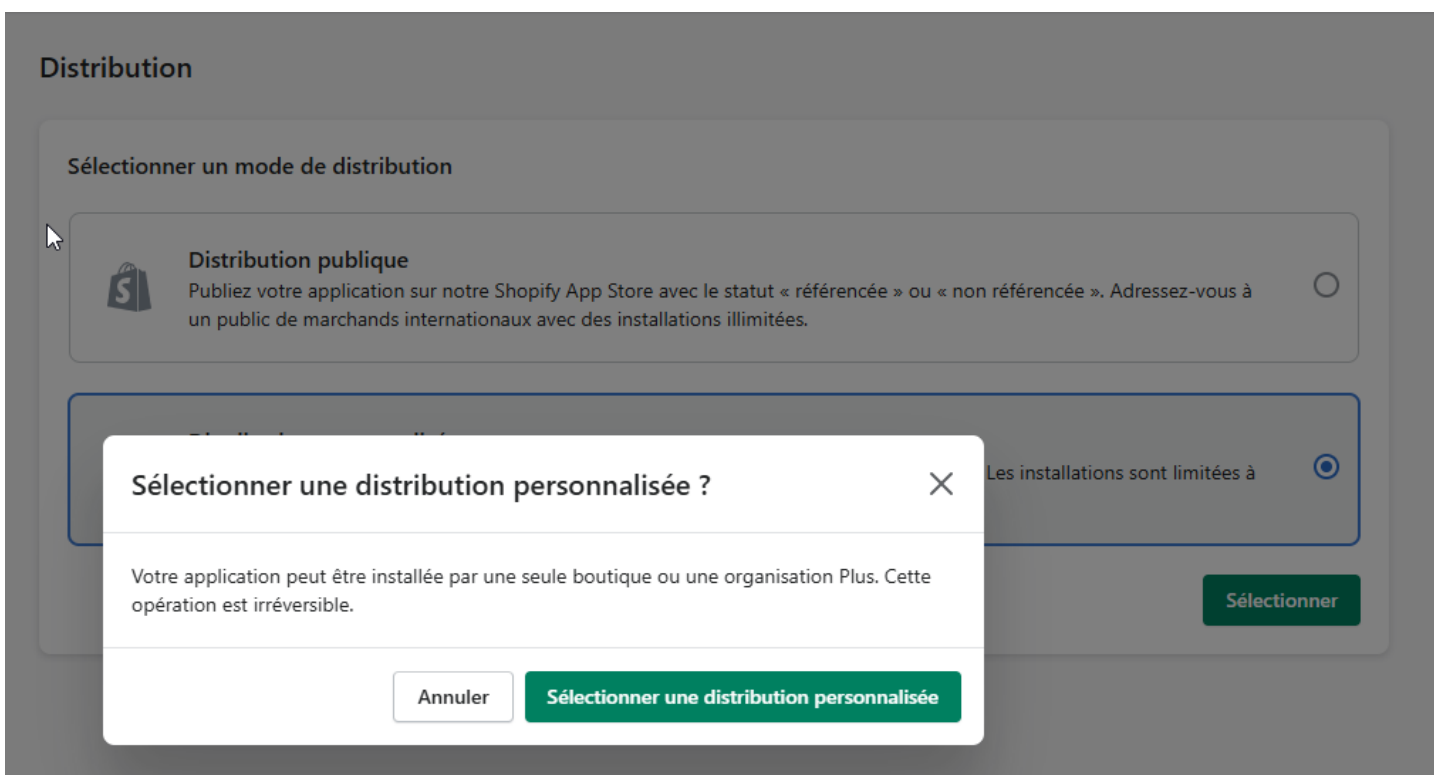 Distribution
Sélectionner un mode de distribution
Distribution publique
Publiez votre application sur notre Shopify App Store avec le statut « référencée » ou « non référencée ». Adressez-vous à
un public de marchands internationaux avec des installations illimitées.
Les installations sont limitées à
Sélectionner une distribution personnalisée ?
Votre application peut être installée par une seule boutique ou une organisation Plus. Cette
opération est irréversible.
Sélectionner
Annuler
Sélectionner une distribution personnalisée